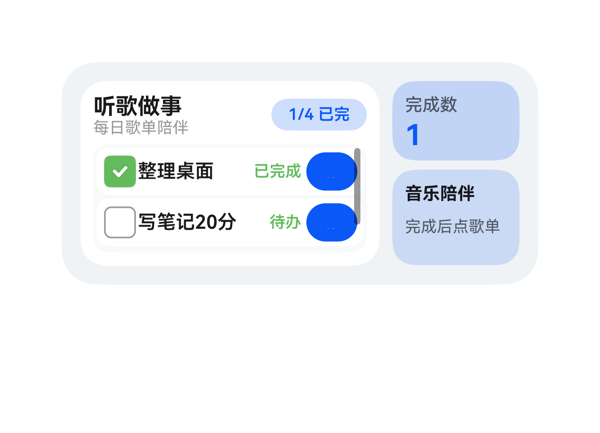 听歌做事
每日歌单陪伴
1/4 已完
整理桌面
已完成
写笔记20分
待办
完成数
1
音乐陪伴
完成后点歌单